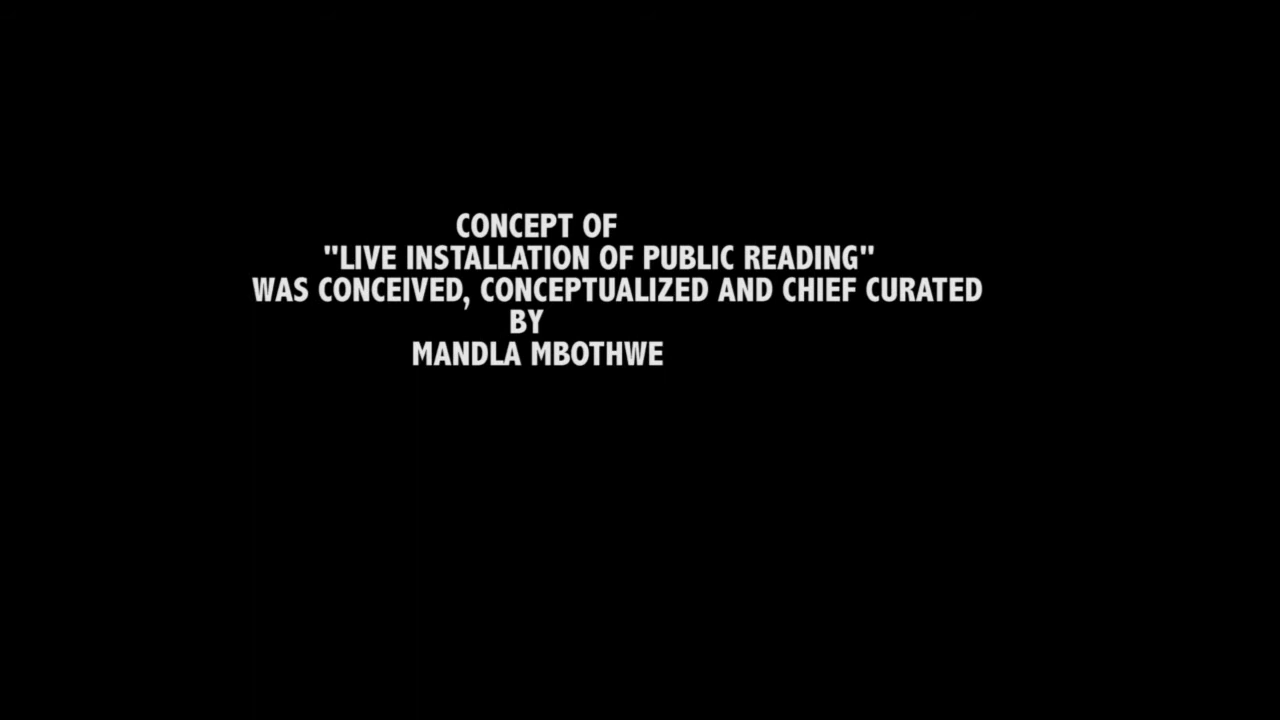 CONCEPT OF
"LIVE INSTALLATION OF PUBLIC READING"
WAS CONCEIVED, CONCEPTUALIZED AND CHIEF CURATED
BY
MANDLA MBOTHWE